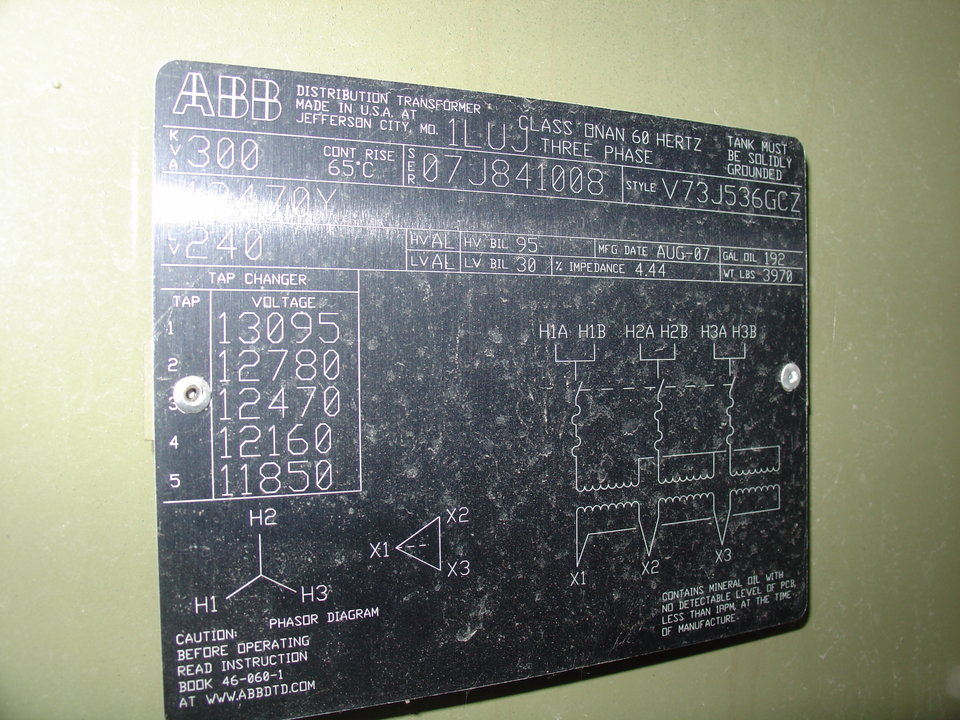 ABB DISTRIBUTION TRANSFORMER
MADE IN U.S.A. AT
JEFFERSON CITY, MO. 1LUJ
CLASS ONAN 60 HERTZ
THREE PHASE
TANK MUST
BE SOLIDLY
GROUNDED
KVA 300 CONT RISE 65°C SER 07J841008 STYLE V73J536GCZ
12470Y
V 240
HV AL HV BIL 95 MFG DATE AUG-07 GAL OIL 192
LV AL LV BIL 30 % IMPEDANCE 4.44 WT LBS 3970
TAP CHANGER
TAP VOLTAGE
1 13095
2 12780
3 12470
4 12160
5 11850
H1A H1B H2A H2B H3A H3B
X1 X2 X3
H2
H1 H3
X2
X1
X3
PHASOR DIAGRAM
CAUTION:
BEFORE OPERATING
READ INSTRUCTION
BOOK 46-060-1
AT WWW.ABBDTD.COM
CONTAINS MINERAL OIL WITH
NO DETECTABLE LEVEL OF PCB,
LESS THAN 1PPM, AT THE TIME
OF MANUFACTURE.